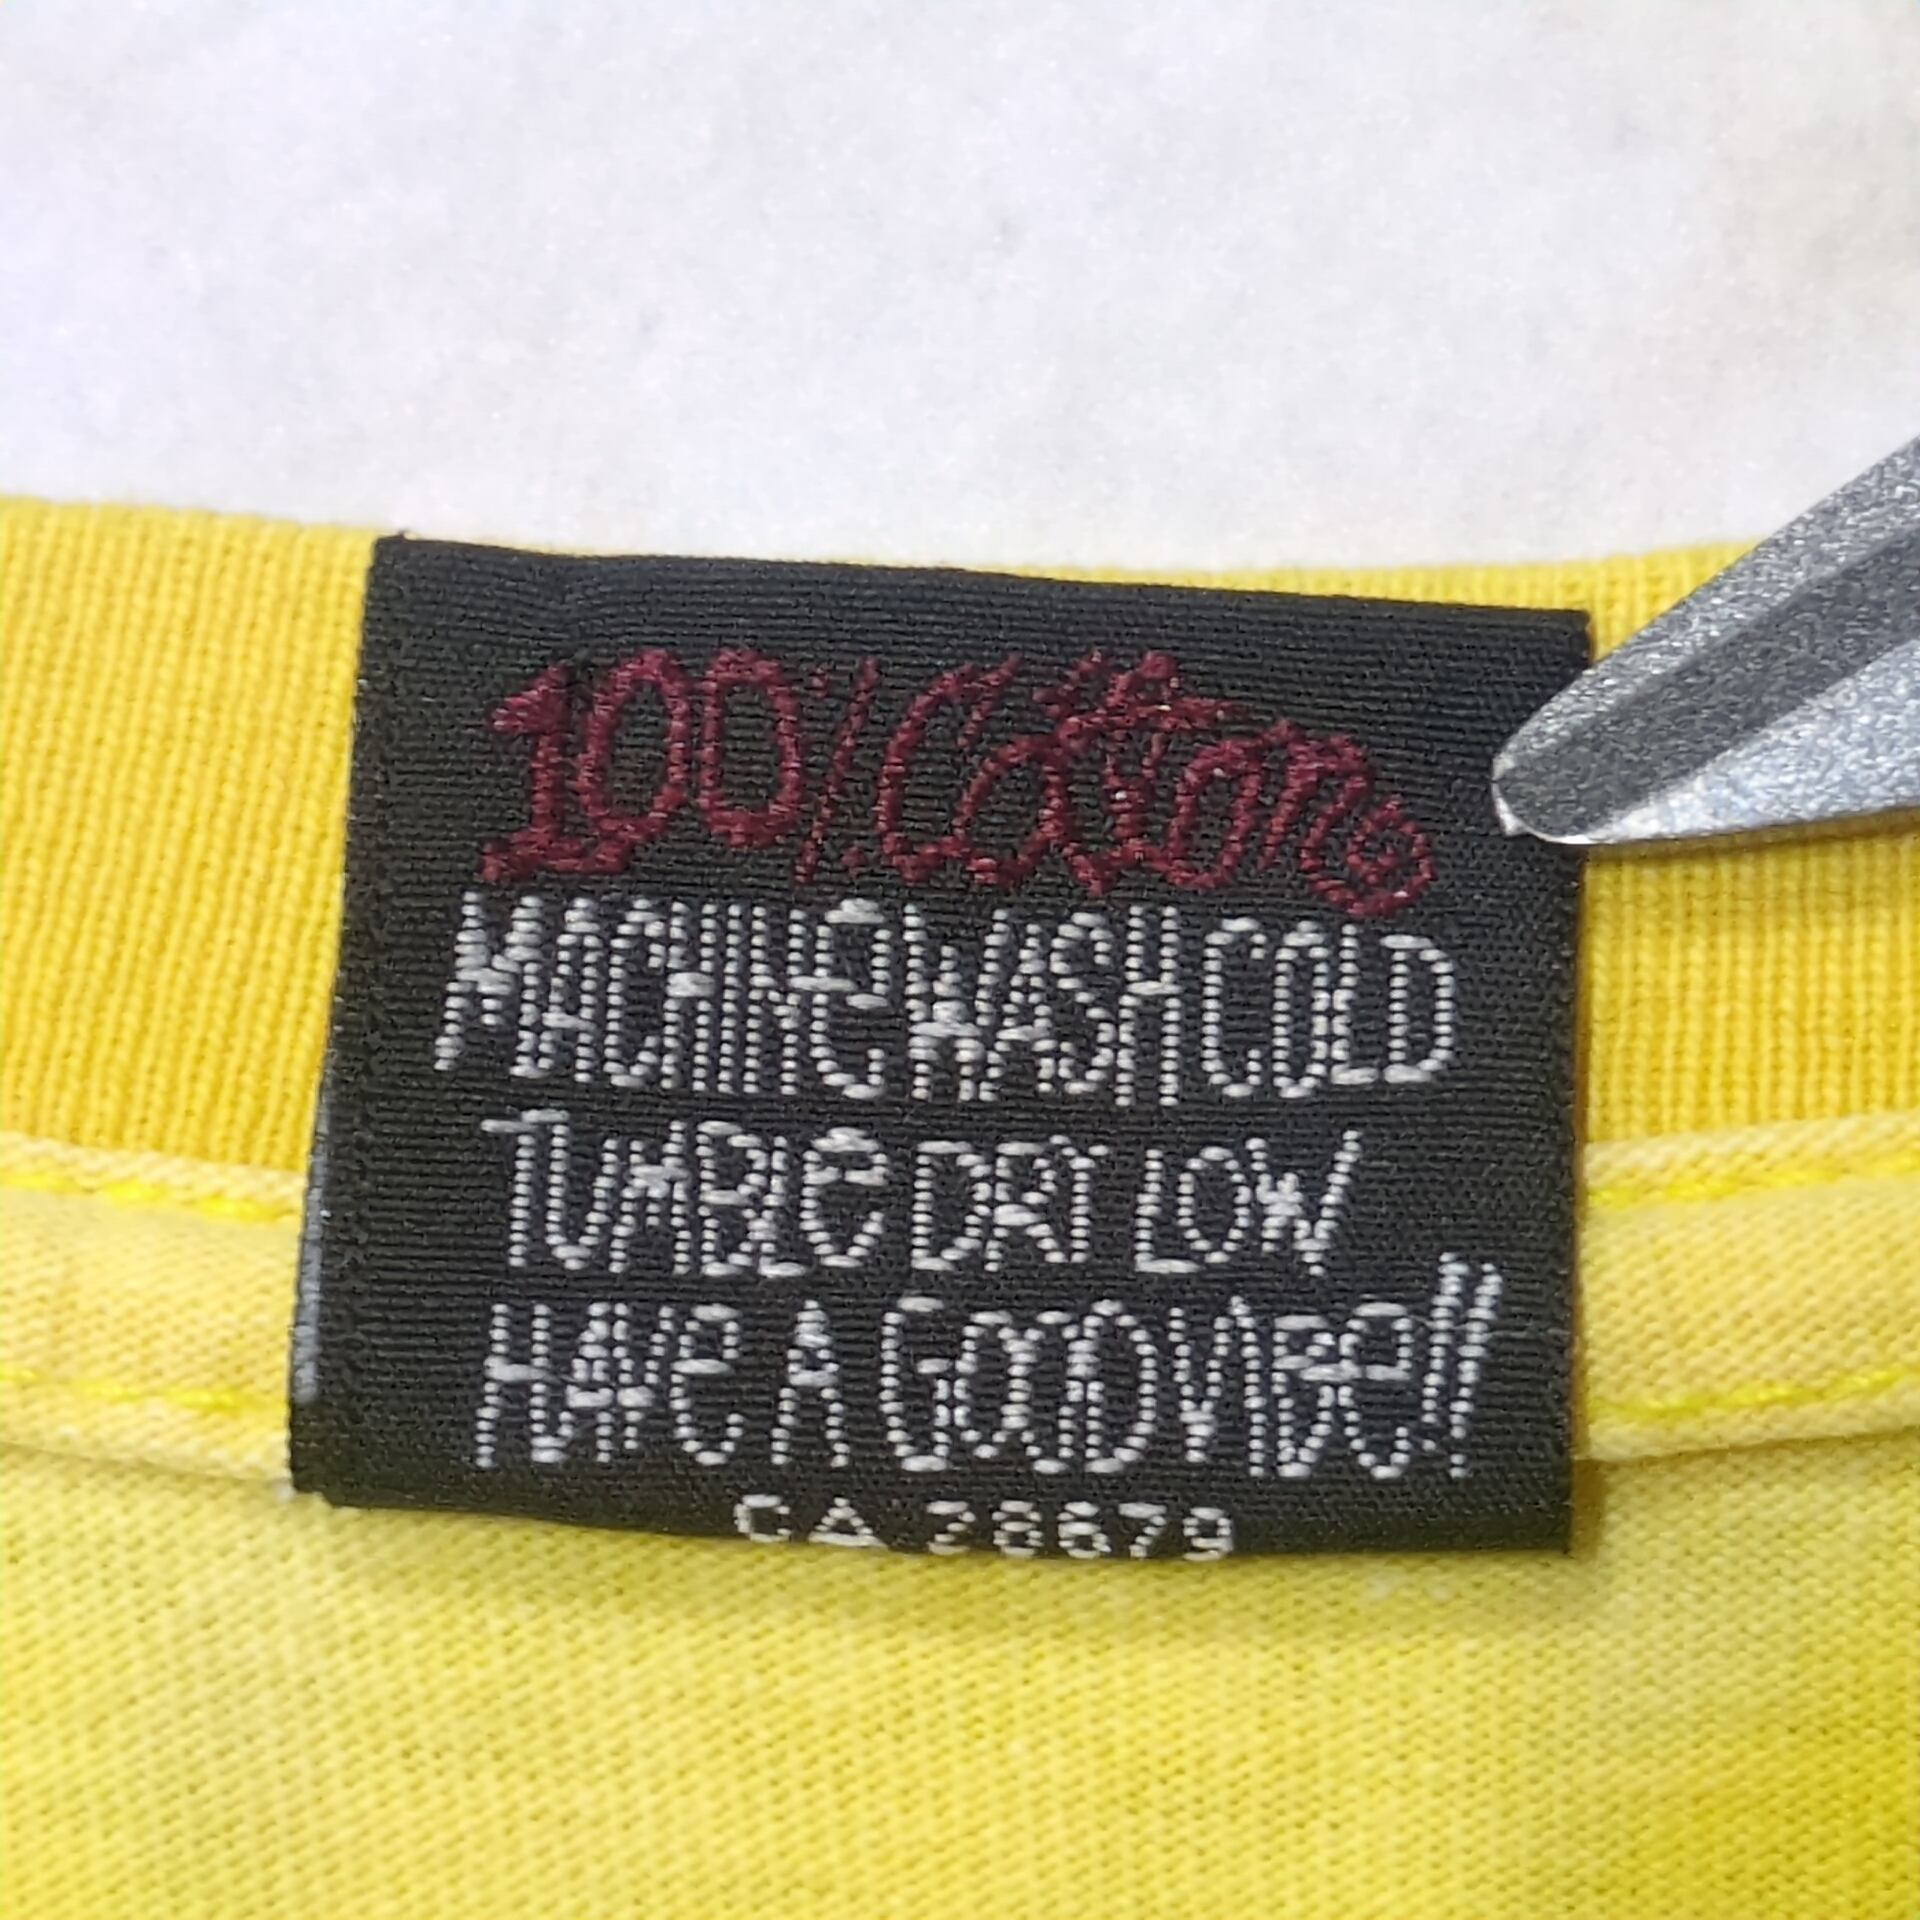 100% Cotton
MACHINE WASH COLD
TUMBLE DRY LOW
HAVE A GOOD VIBE!!
CA 28679